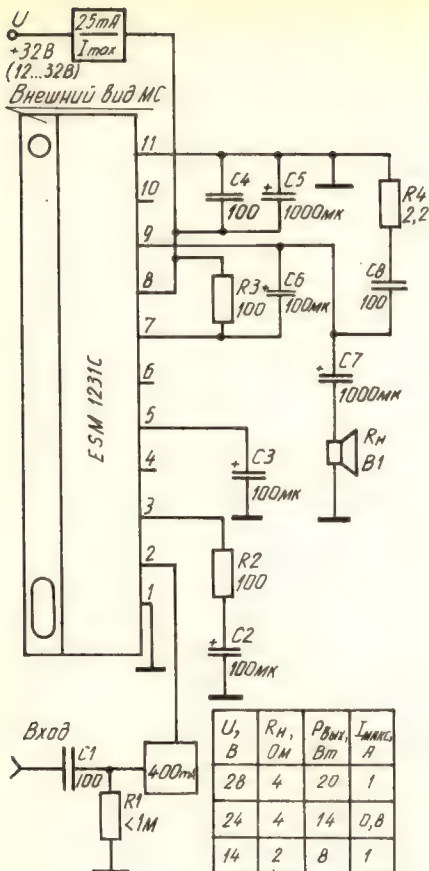 U
+32В
(12...32В)
25mA
Imax
Внешний вид МС
ESM 1231C
11
10
9
8
7
6
5
4
3
2
1
C4
100
C5
1000мк
R4
2,2
R3
100
C6
100мк
C8
100
C7
1000мк
Rн
B1
C3
100мк
R2
100
C2
100мк
Вход
C1
100
R1
<1М
U, В
Rн, Ом
Pвых, Вт
Iмакс, А
28 4 20 1
24 4 14 0,8
14 2 8 1